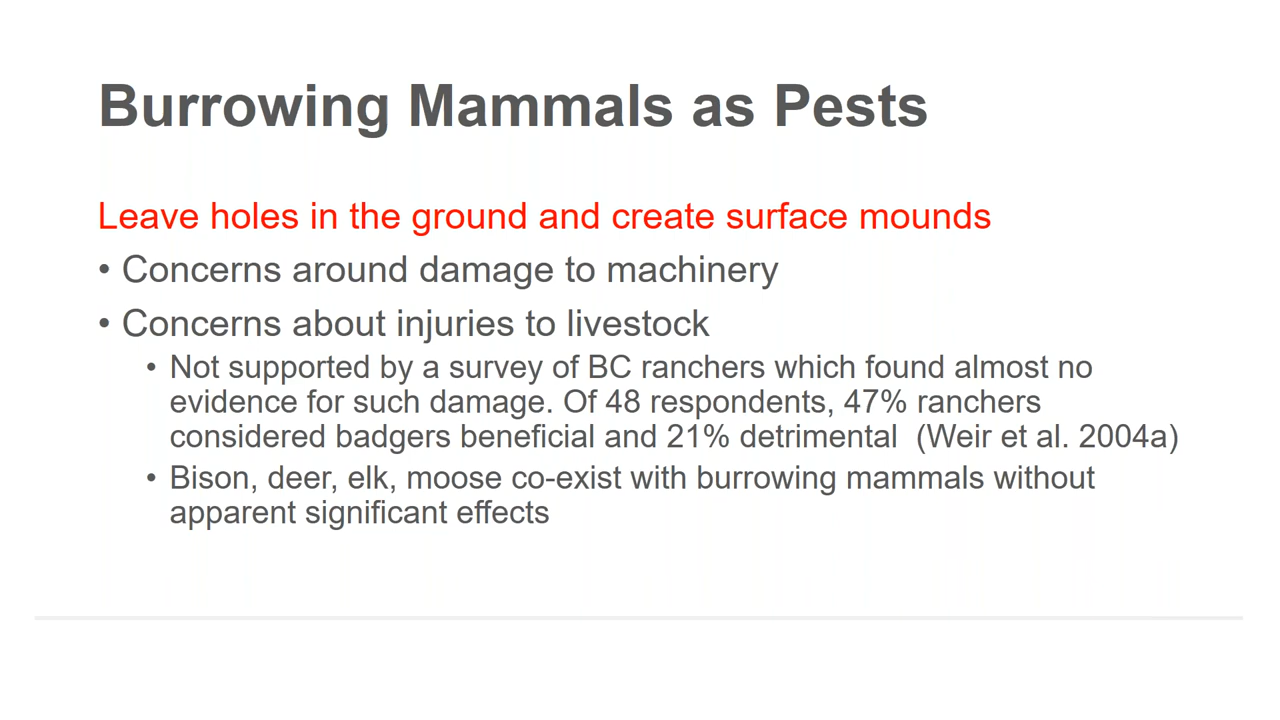 Burrowing Mammals as Pests
Leave holes in the ground and create surface mounds
• Concerns around damage to machinery
• Concerns about injuries to livestock
• Not supported by a survey of BC ranchers which found almost no
evidence for such damage. Of 48 respondents, 47% ranchers
considered badgers beneficial and 21% detrimental (Weir et al. 2004a)
• Bison, deer, elk, moose co-exist with burrowing mammals without
apparent significant effects